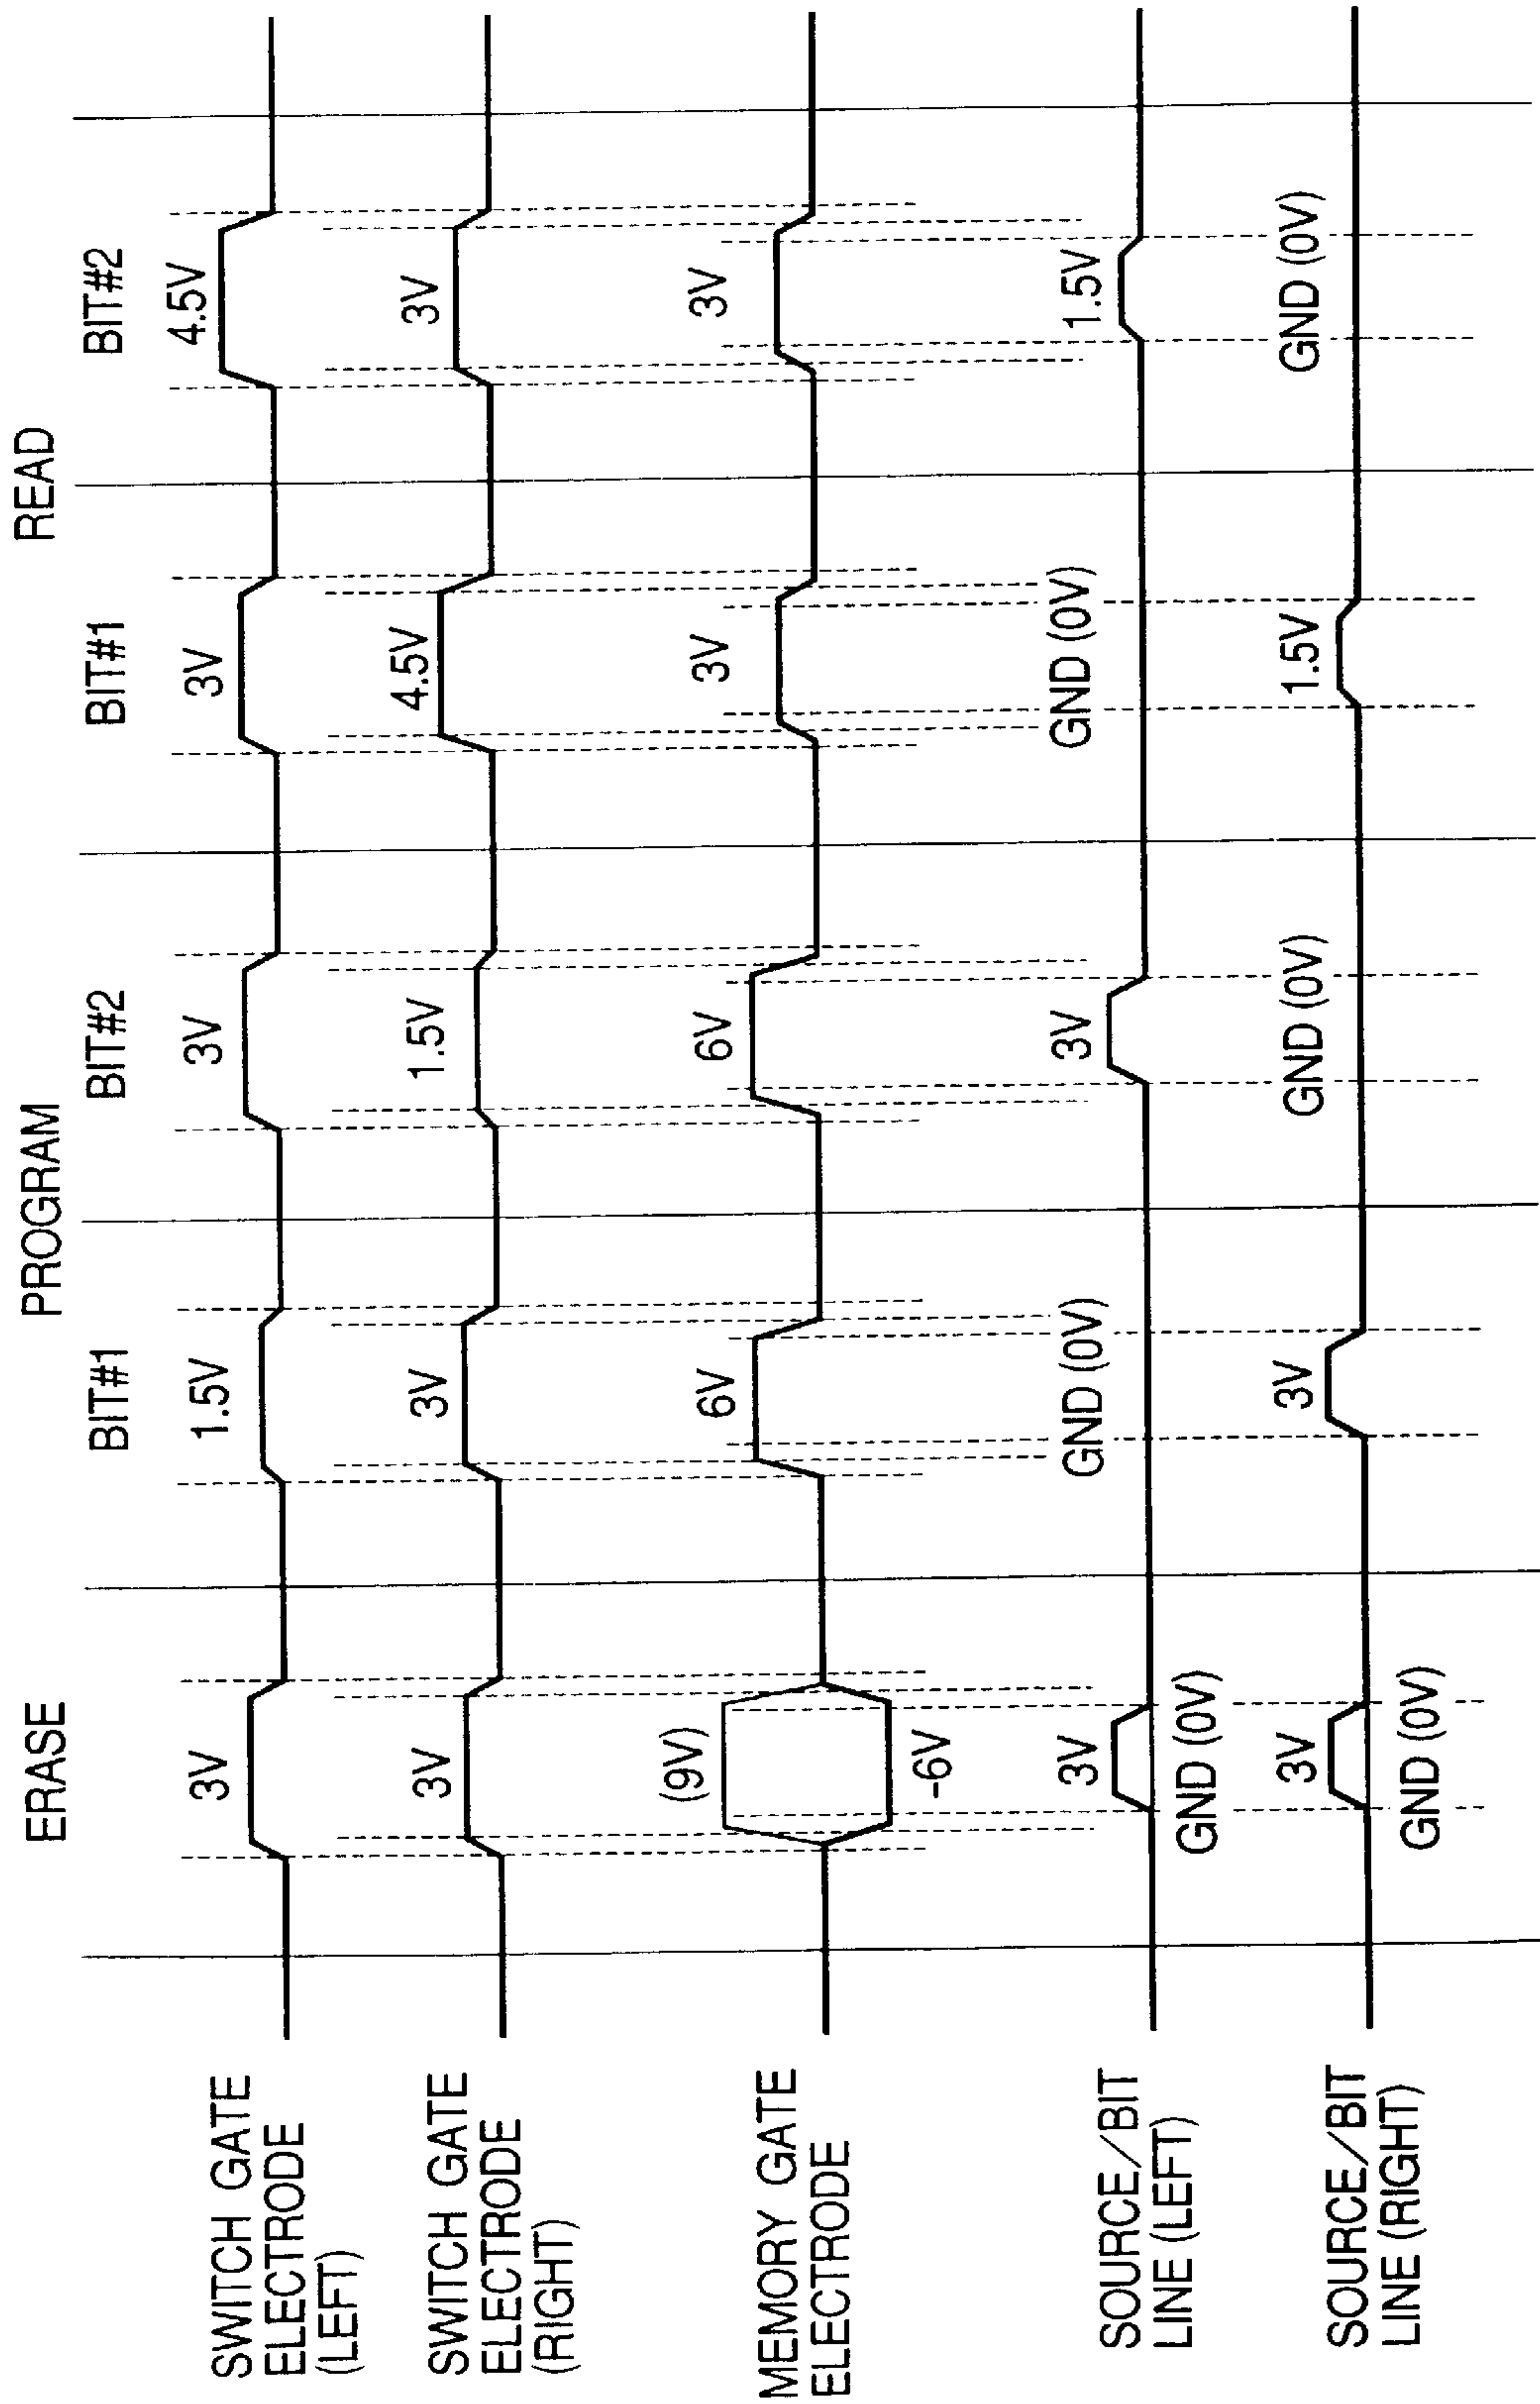 ERASE
PROGRAM
READ
BIT#1
BIT#2
BIT#1
BIT#2
SWITCH GATE
ELECTRODE
(LEFT)
3V
1.5V
3V
3V
4.5V
SWITCH GATE
ELECTRODE
(RIGHT)
3V
3V
1.5V
4.5V
3V
MEMORY GATE
ELECTRODE
(9V)
-6V
6V
6V
3V
3V
SOURCE/BIT
LINE (LEFT)
3V
GND (0V)
GND (0V)
3V
GND (0V)
1.5V
SOURCE/BIT
LINE (RIGHT)
3V
GND (0V)
3V
GND (0V)
1.5V
GND (0V)